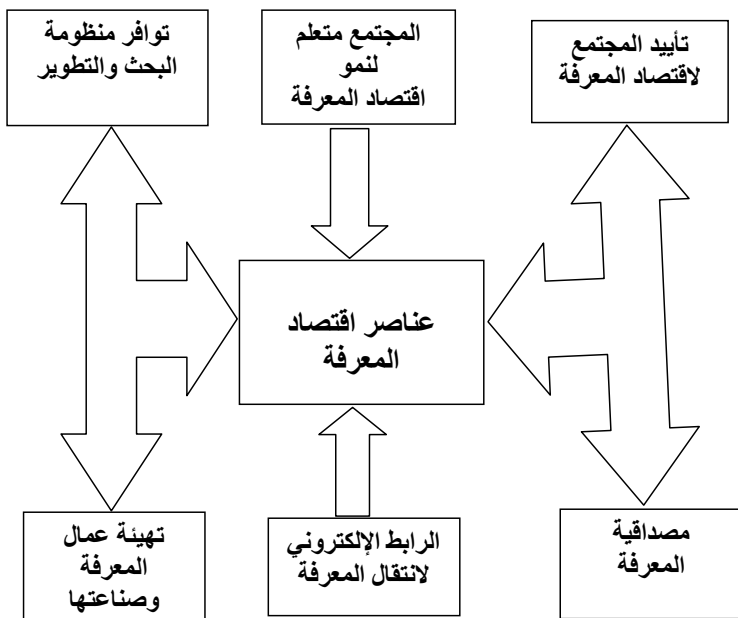 تأييد المجتمع
لاقتصاد المعرفة
المجتمع متعلم
لنمو
اقتصاد المعرفة
توافر منظومة
البحث والتطوير
عناصر اقتصاد
المعرفة
مصداقية
المعرفة
الرابط الإلكتروني
لانتقال المعرفة
تهيئة عمال
المعرفة
وصناعتها